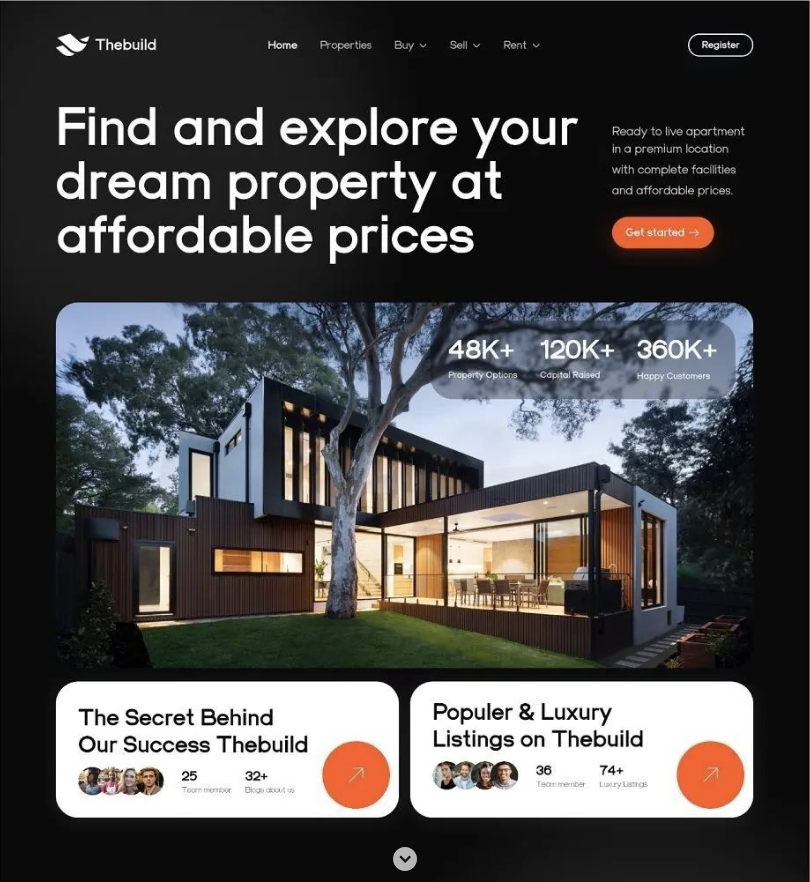 Thebuild
Home Properties Buy Sell Rent
Register
Find and explore your
dream property at
affordable prices
Ready to live apartment
in a premium location
with complete facilities
and affordable prices.
Get started →
48K+ 120K+ 360K+
Property Options Capital Raised Happy Customers
The Secret Behind
Our Success Thebuild
25 32+
Team member Blogs about us
Populer & Luxury
Listings on Thebuild
36 74+
Team member Luxury Listings